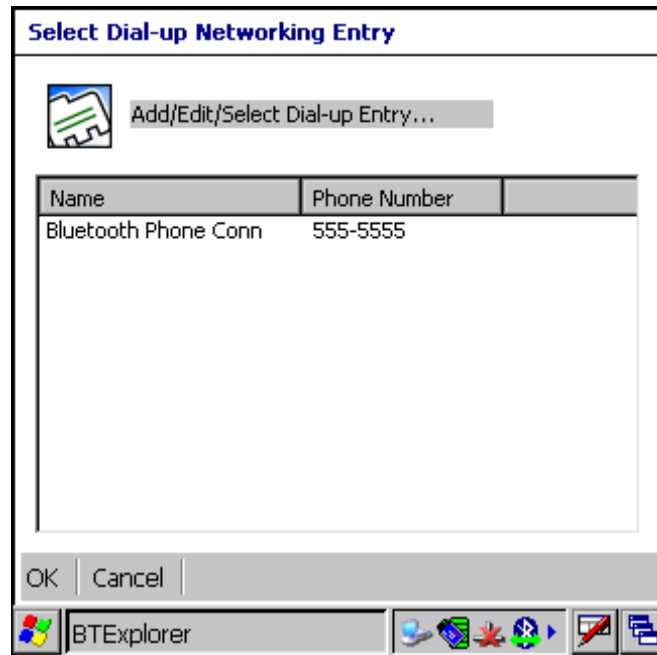 Select Dial-up Networking Entry
Add/Edit/Select Dial-up Entry...
Name Phone Number
Bluetooth Phone Conn 555-5555
OK Cancel
BTExplorer